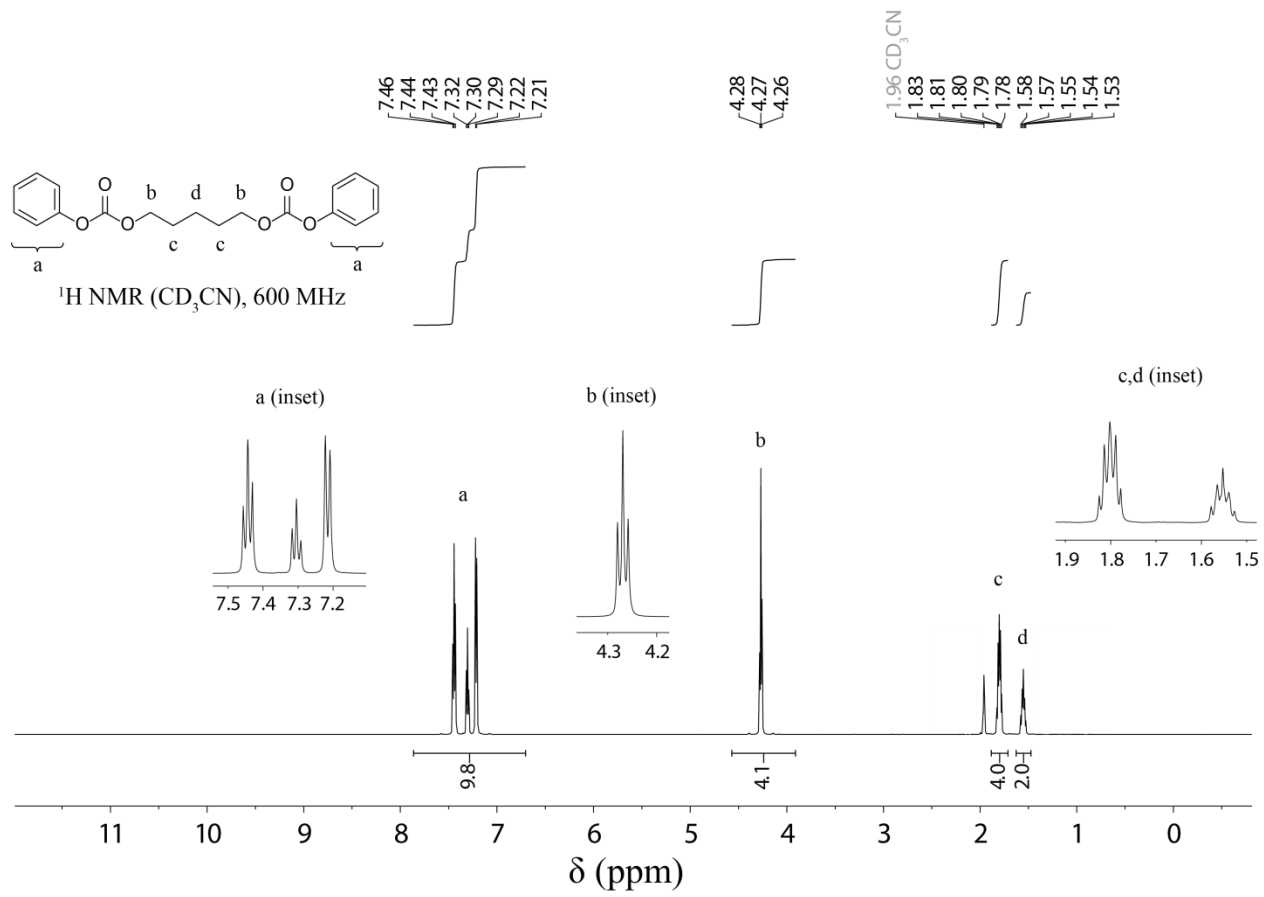 7.46
7.44
7.43
7.32
7.30
7.29
7.22
7.21
4.28
4.27
4.26
1.96 CD₃CN
1.83
1.81
1.80
1.79
1.78
1.58
1.57
1.55
1.54
1.53
O O
b d b
O O O O
c c
a a
¹H NMR (CD₃CN), 600 MHz
a (inset)
b (inset)
c,d (inset)
7.5 7.4 7.3 7.2
4.3 4.2
1.9 1.8 1.7 1.6 1.5
a
b
c
d
9.8
4.1
4.0
2.0
11 10 9 8 7 6 5 4 3 2 1 0
δ (ppm)